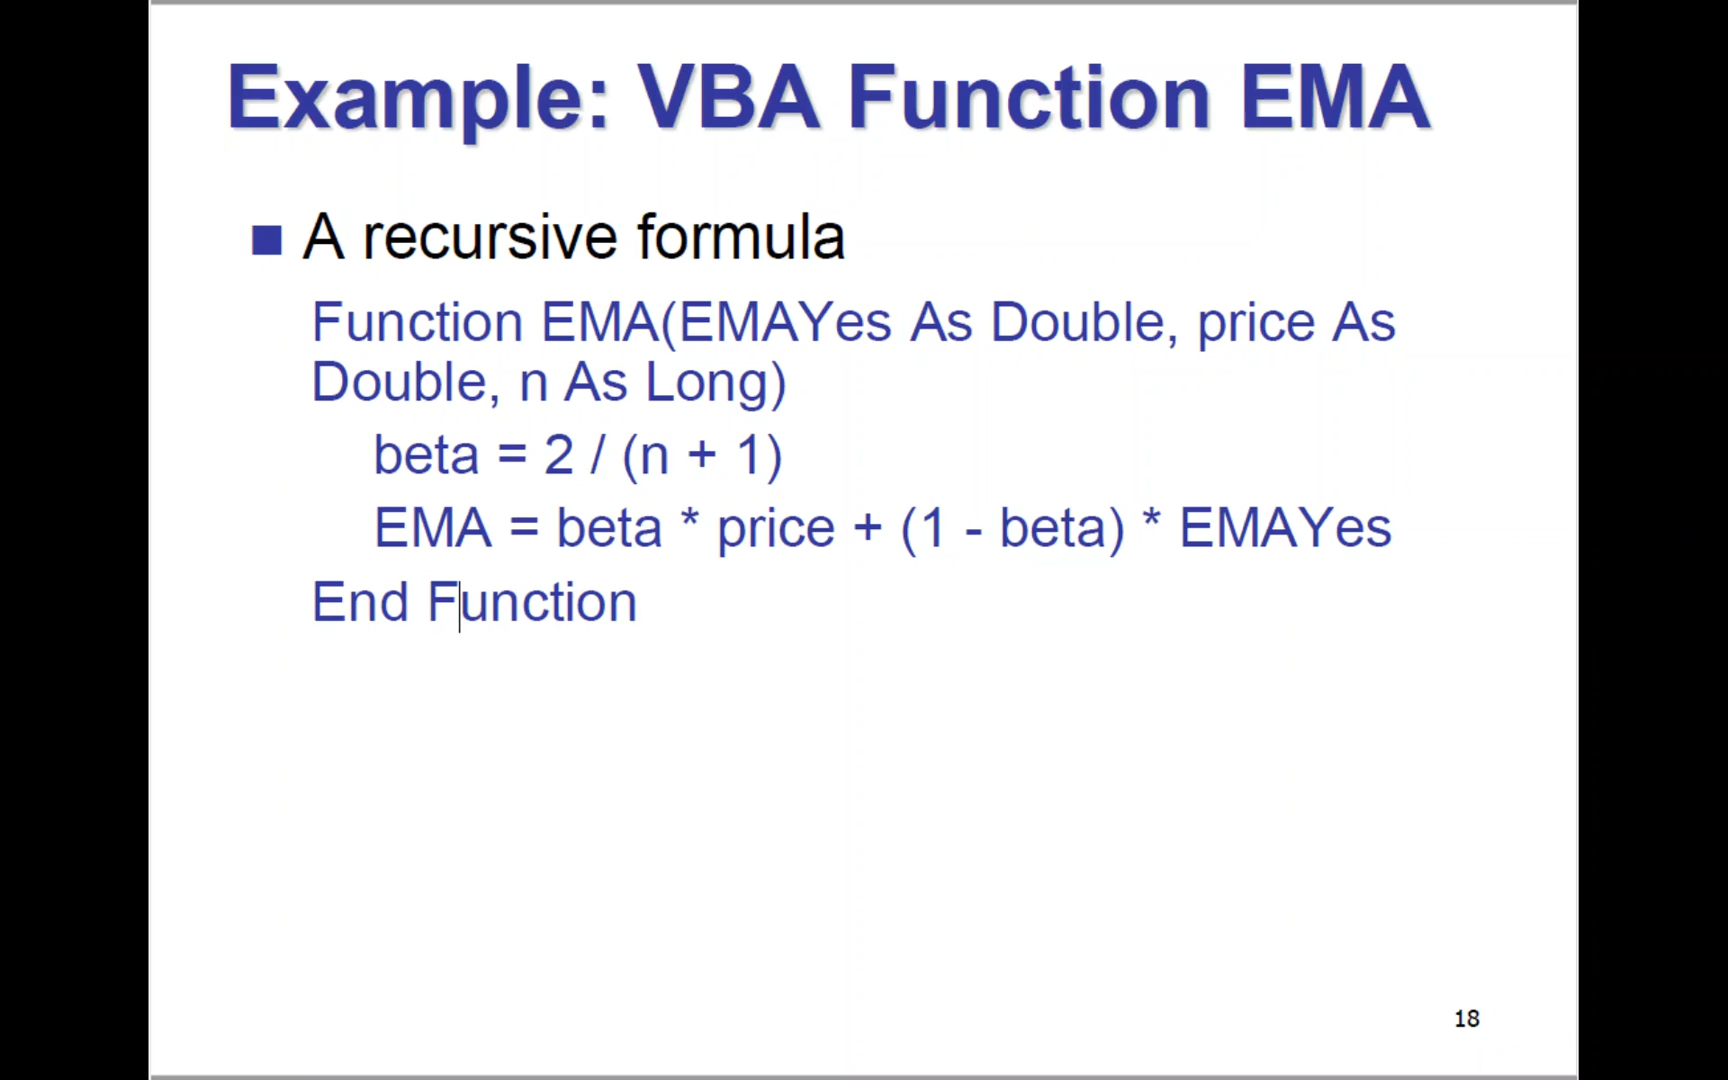 Example: VBA Function EMA
A recursive formula
Function EMA(EMAYes As Double, price As
Double, n As Long)
beta = 2 / (n + 1)
EMA = beta * price + (1 - beta) * EMAYes
End Function
18